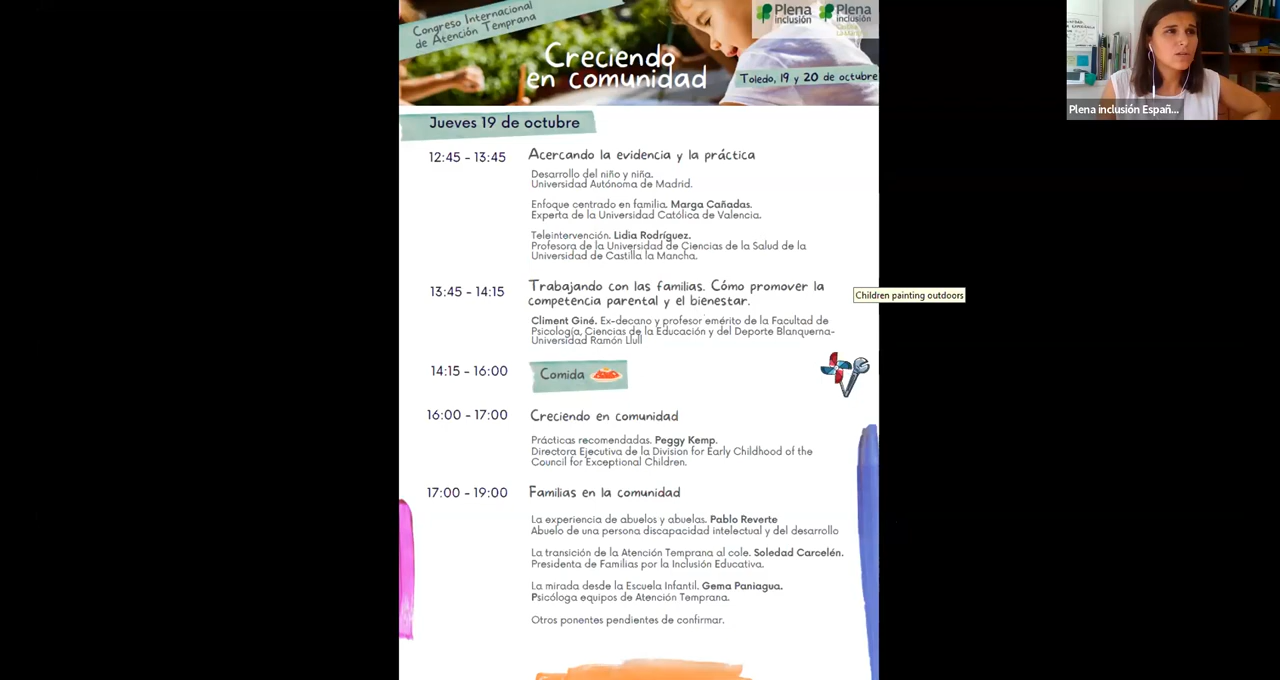 Congreso Internacional
de Atención Temprana
Plena
inclusión
Plena
inclusión
Creciendo
en comunidad
Toledo, 19 y 20 de octubre
Plena inclusión Españ...
Jueves 19 de octubre
12:45 - 13:45
Acercando la evidencia y la práctica
Desarrollo del niño y niña.
Universidad Autónoma de Madrid.
Enfoque centrado en familia. Marga Cañadas.
Experta de la Universidad Católica de Valencia.
Teleintervención. Lidia Rodríguez.
Profesora de la Universidad de Ciencias de la Salud de la
Universidad de Castilla la Mancha.
13:45 - 14:15
Trabajando con las familias. Cómo promover la
competencia parental y el bienestar.
Children painting outdoors
Climent Giné. Ex-decano y profesor emérito de la Facultad de
Psicología, Ciencias de la Educación y del Deporte Blanquerna-
Universidad Ramón Llull
14:15 - 16:00
Comida
16:00 - 17:00
Creciendo en comunidad
Prácticas recomendadas. Peggy Kemp.
Directora Ejecutiva de la Division for Early Childhood of the
Council for Exceptional Children.
17:00 - 19:00
Familias en la comunidad
La experiencia de abuelos y abuelas. Pablo Reverte
Abuelo de una persona discapacidad intelectual y del desarrollo
La transición de la Atención Temprana al cole. Soledad Carcelén.
Presidenta de Familias por la Inclusión Educativa.
La mirada desde la Escuela Infantil. Gema Paniagua.
Psicóloga equipos de Atención Temprana.
Otros ponentes pendientes de confirmar.